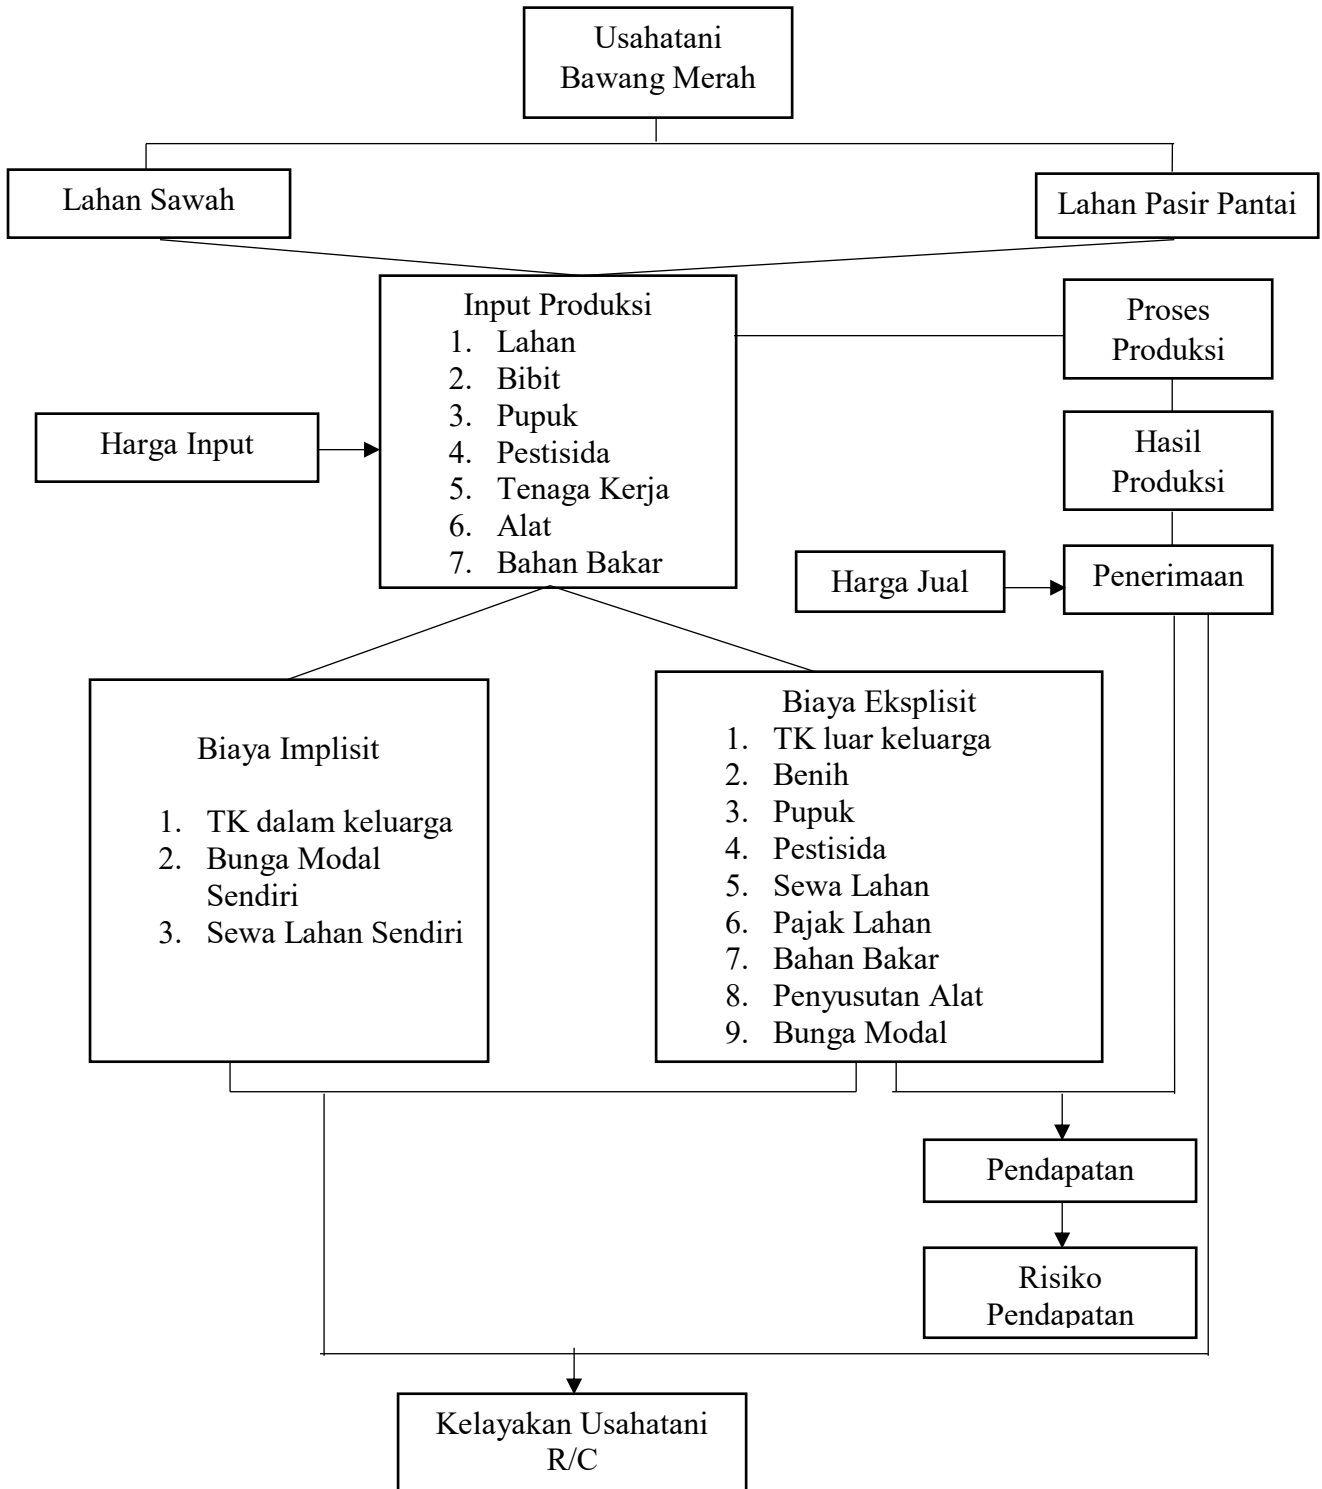 Usahatani
Bawang Merah
Lahan Sawah
Lahan Pasir Pantai
Input Produksi
1. Lahan
2. Bibit
3. Pupuk
4. Pestisida
5. Tenaga Kerja
6. Alat
7. Bahan Bakar
Proses
Produksi
Harga Input
Hasil
Produksi
Harga Jual
Penerimaan
Biaya Implisit
1. TK dalam keluarga
2. Bunga Modal
Sendiri
3. Sewa Lahan Sendiri
Biaya Eksplisit
1. TK luar keluarga
2. Benih
3. Pupuk
4. Pestisida
5. Sewa Lahan
6. Pajak Lahan
7. Bahan Bakar
8. Penyusutan Alat
9. Bunga Modal
Pendapatan
Risiko
Pendapatan
Kelayakan Usahatani
R/C